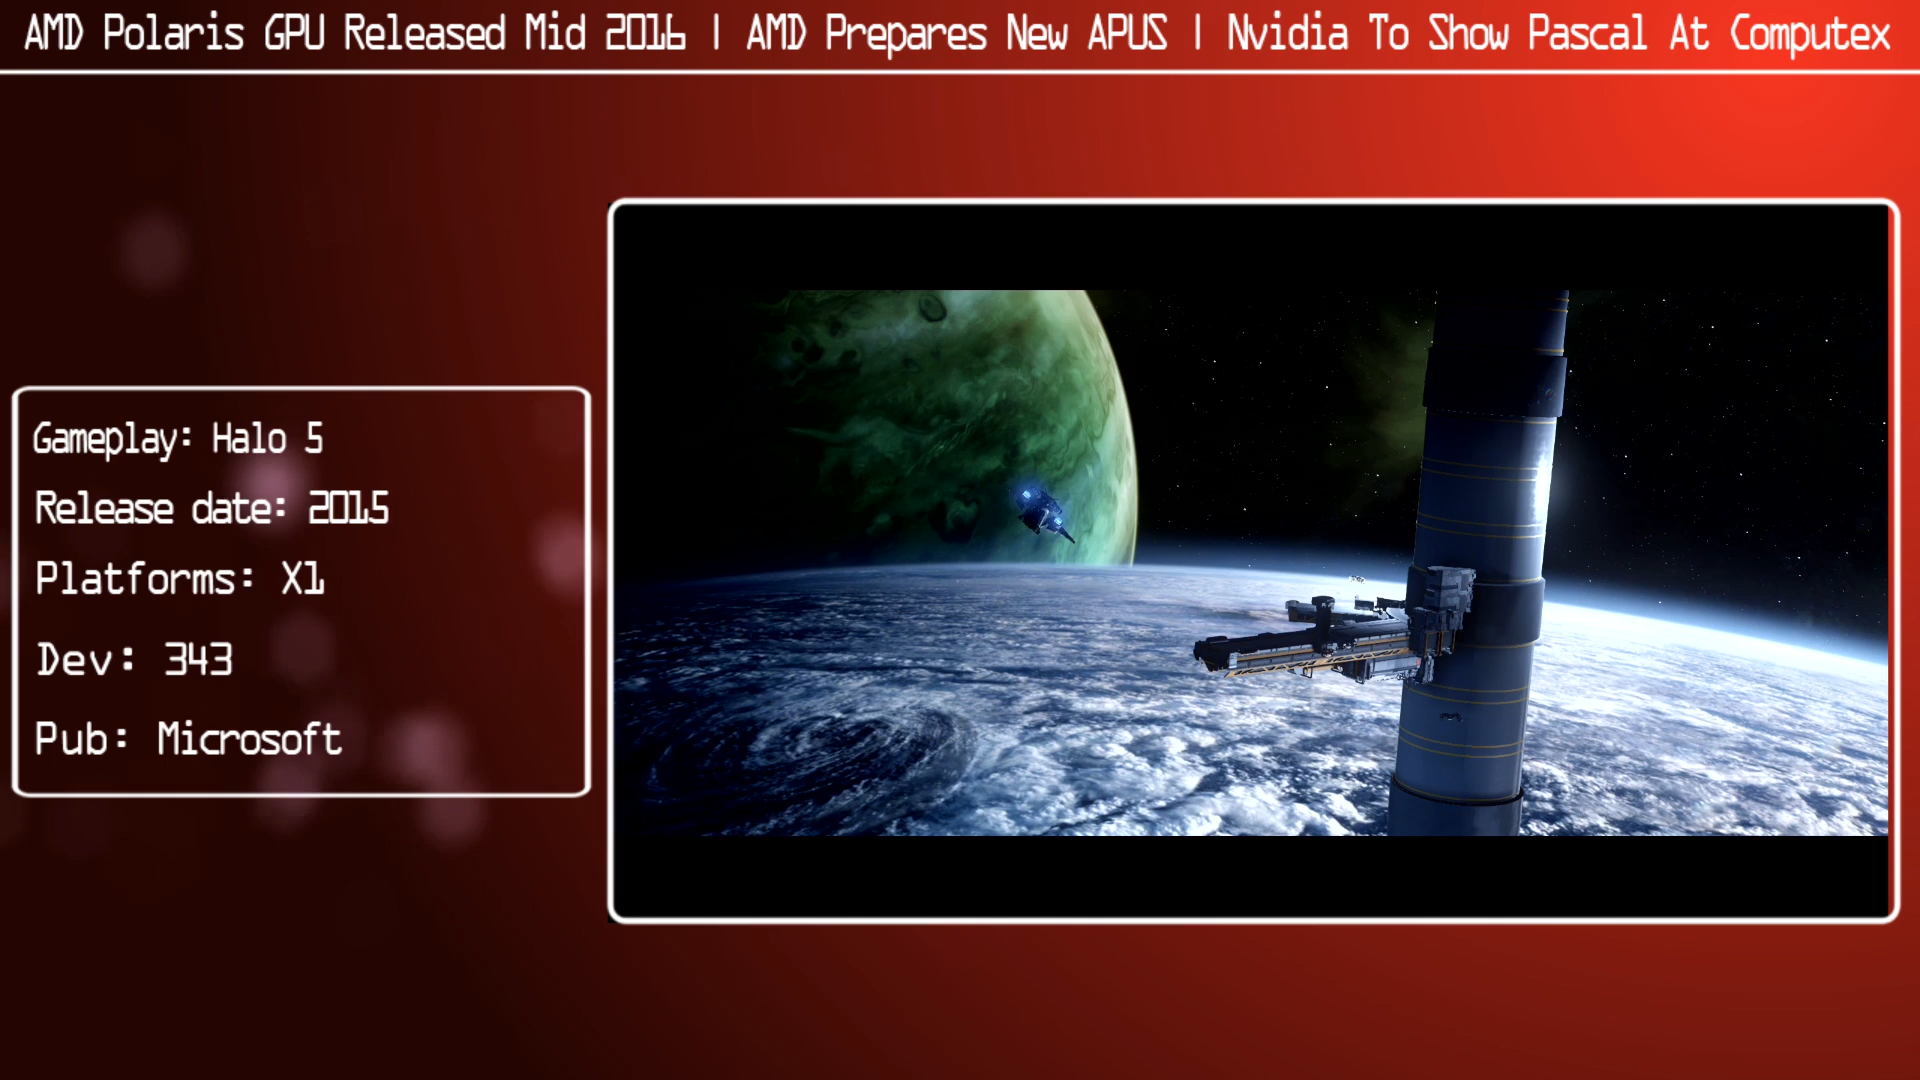 AMD Polaris GPU Released Mid 2016 | AMD Prepares New APUS | Nvidia To Show Pascal At Computex
Gameplay: Halo 5
Release date: 2015
Platforms: X1
Dev: 343
Pub: Microsoft